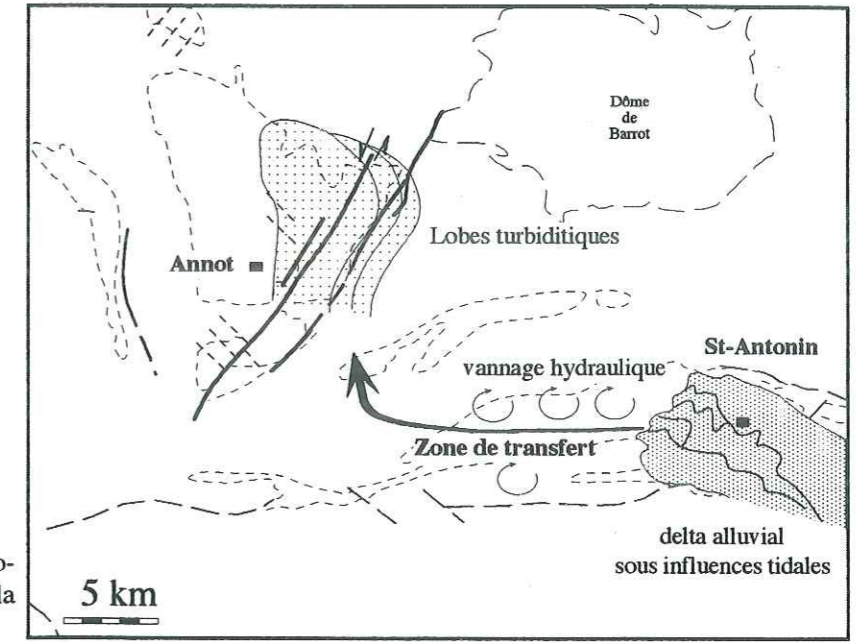 Dôme
de
Barrot
Lobes turbiditiques
Annot
St-Antonin
vannage hydraulique
Zone de transfert
delta alluvial
sous influences tidales
o-
la
5 km